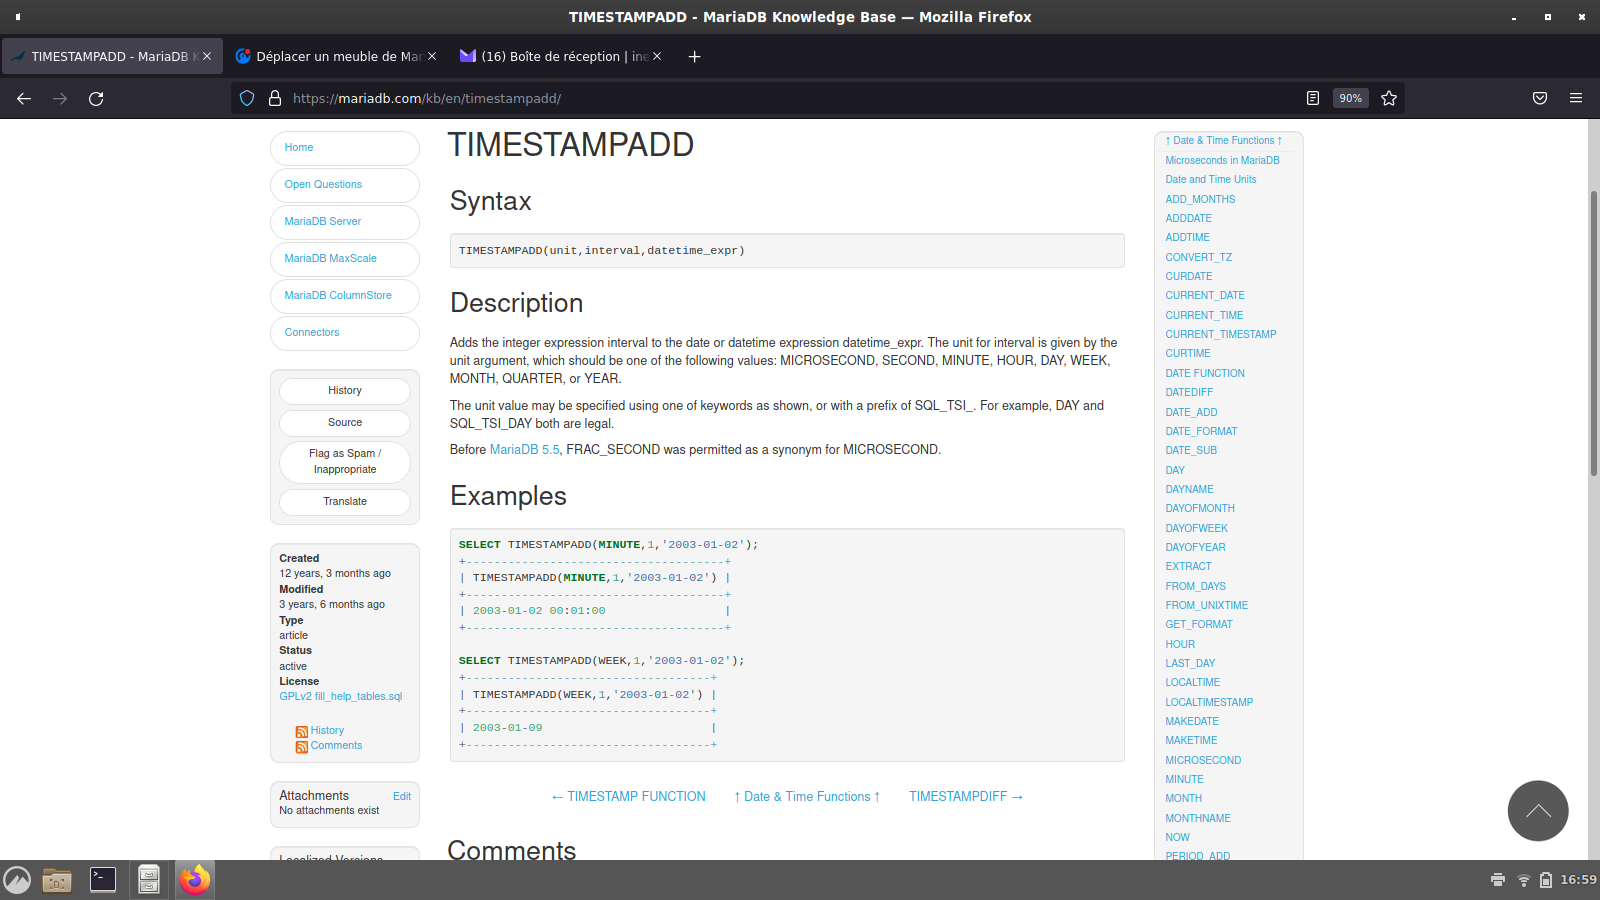 TIMESTAMPADD - MariaDB Knowledge Base — Mozilla Firefox
TIMESTAMPADD - MariaDB K
Déplacer un meuble de Mar
(16) Boîte de réception | ine
https://mariadb.com/kb/en/timestampadd/
90%
Home
Open Questions
MariaDB Server
MariaDB MaxScale
MariaDB ColumnStore
Connectors
History
Source
Flag as Spam /
Inappropriate
Translate
Created
12 years, 3 months ago
Modified
3 years, 6 months ago
Type
article
Status
active
License
GPLv2 fill_help_tables.sql
History
Comments
Attachments
Edit
No attachments exist
Localized Versions
TIMESTAMPADD
Syntax
TIMESTAMPADD(unit,interval,datetime_expr)
Description
Adds the integer expression interval to the date or datetime expression datetime_expr. The unit for interval is given by the
unit argument, which should be one of the following values: MICROSECOND, SECOND, MINUTE, HOUR, DAY, WEEK,
MONTH, QUARTER, or YEAR.
The unit value may be specified using one of keywords as shown, or with a prefix of SQL_TSI_. For example, DAY and
SQL_TSI_DAY both are legal.
Before MariaDB 5.5, FRAC_SECOND was permitted as a synonym for MICROSECOND.
Examples
SELECT TIMESTAMPADD(MINUTE,1,'2003-01-02');
+-------------------------------------+
| TIMESTAMPADD(MINUTE,1,'2003-01-02') |
+-------------------------------------+
| 2003-01-02 00:01:00                 |
+-------------------------------------+
SELECT TIMESTAMPADD(WEEK,1,'2003-01-02');
+-----------------------------------+
| TIMESTAMPADD(WEEK,1,'2003-01-02') |
+-----------------------------------+
| 2003-01-09                        |
+-----------------------------------+
← TIMESTAMP FUNCTION
↑ Date & Time Functions ↑
TIMESTAMPDIFF →
Comments
↑ Date & Time Functions ↑
Microseconds in MariaDB
Date and Time Units
ADD_MONTHS
ADDDATE
ADDTIME
CONVERT_TZ
CURDATE
CURRENT_DATE
CURRENT_TIME
CURRENT_TIMESTAMP
CURTIME
DATE FUNCTION
DATEDIFF
DATE_ADD
DATE_FORMAT
DATE_SUB
DAY
DAYNAME
DAYOFMONTH
DAYOFWEEK
DAYOFYEAR
EXTRACT
FROM_DAYS
FROM_UNIXTIME
GET_FORMAT
HOUR
LAST_DAY
LOCALTIME
LOCALTIMESTAMP
MAKEDATE
MAKETIME
MICROSECOND
MINUTE
MONTH
MONTHNAME
NOW
PERIOD_ADD
16:59